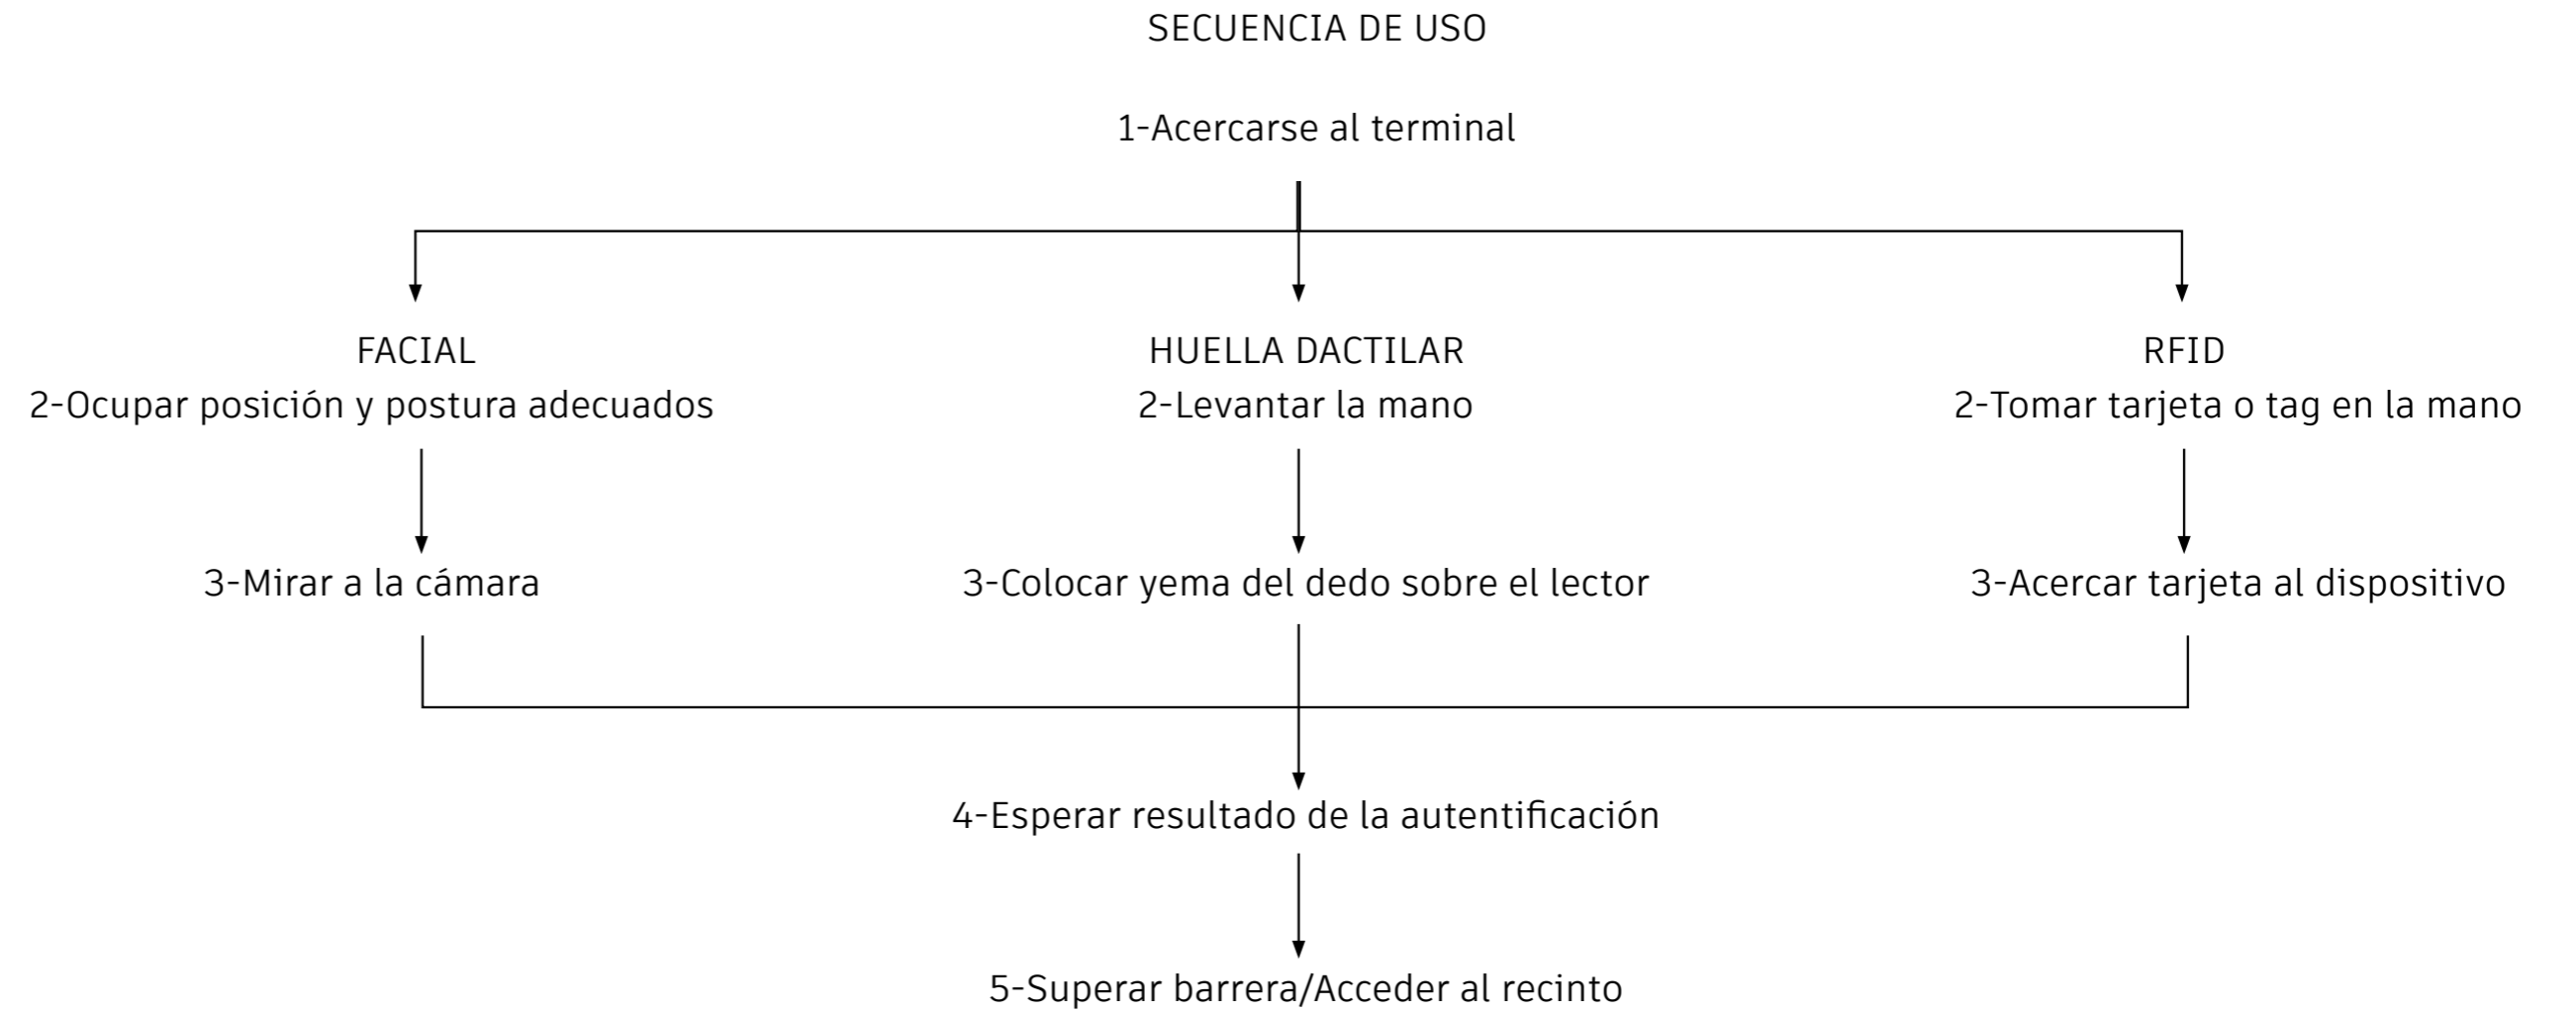 SECUENCIA DE USO
1-Acercarse al terminal
FACIAL
2-Ocupar posición y postura adecuados
3-Mirar a la cámara
HUELLA DACTILAR
2-Levantar la mano
3-Colocar yema del dedo sobre el lector
RFID
2-Tomar tarjeta o tag en la mano
3-Acercar tarjeta al dispositivo
4-Esperar resultado de la autentificación
5-Superar barrera/Acceder al recinto